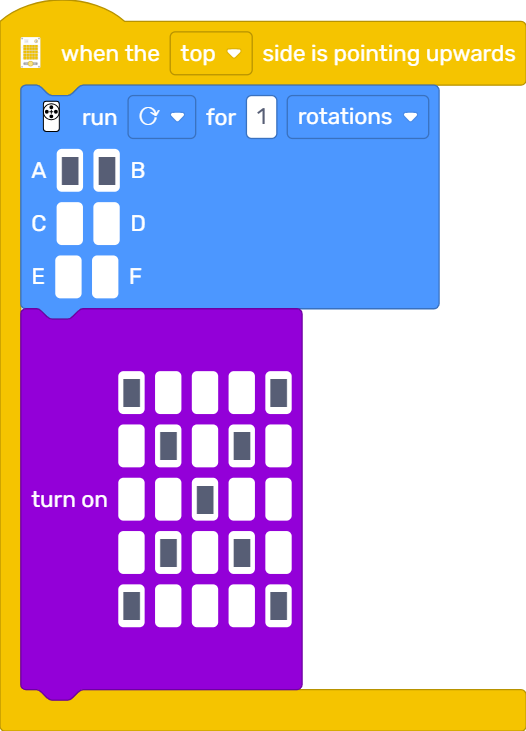 when the top side is pointing upwards
run for 1 rotations
A B
C D
E F
turn on